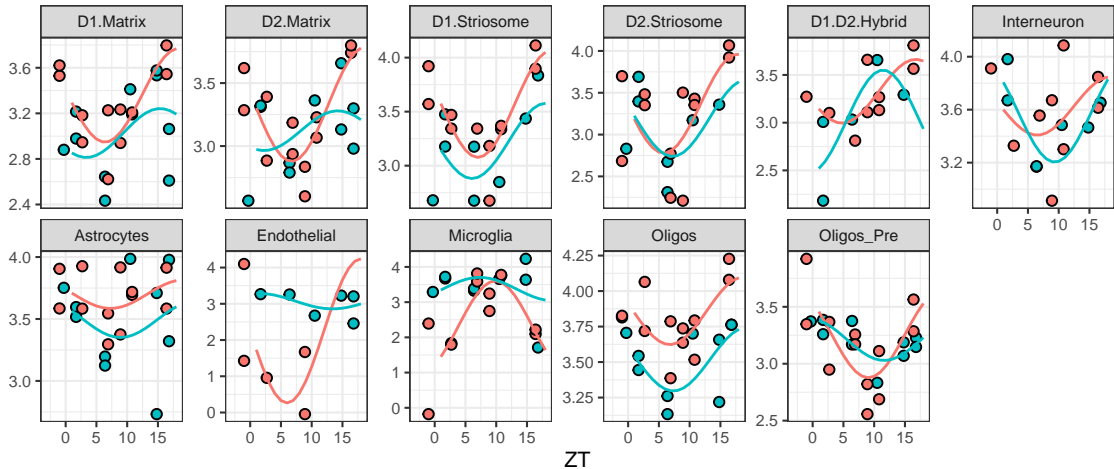 D1.Matrix D2.Matrix D1.Striosome D2.Striosome D1.D2.Hybrid Interneuron
3.6 3.2 2.8 2.4
3.5 3.0
4.0 3.5 3.0
4.0 3.5 3.0 2.5
3.5 3.0 2.5
4.0 3.6 3.2
0 5 10 15
Astrocytes Endothelial Microglia Oligos Oligos_Pre
4.0 3.5 3.0
4 3 2 1 0
5 4 3 2 1 0
4.25 4.00 3.75 3.50 3.25
3.5 3.0 2.5
0 5 10 15 0 5 10 15 0 5 10 15 0 5 10 15 0 5 10 15
ZT